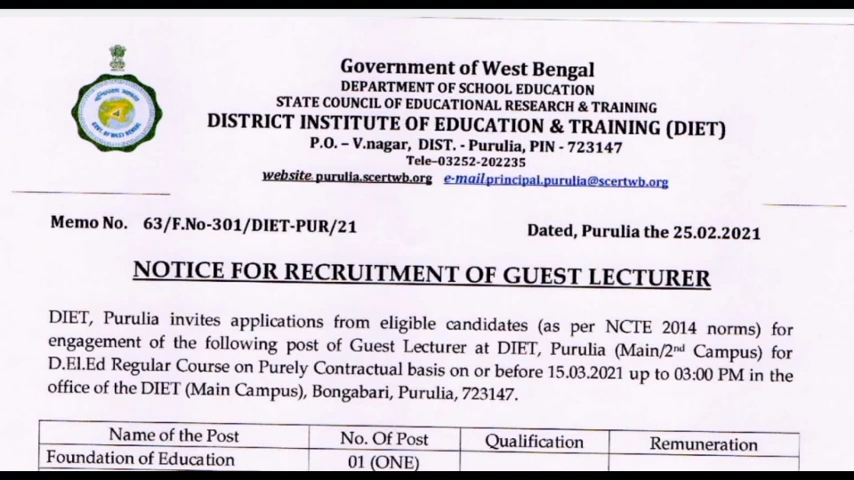 Government of West Bengal
DEPARTMENT OF SCHOOL EDUCATION
STATE COUNCIL OF EDUCATIONAL RESEARCH & TRAINING
DISTRICT INSTITUTE OF EDUCATION & TRAINING (DIET)
P.O. – V.nagar, DIST. - Purulia, PIN - 723147
Tele–03252-202235
website purulia.scertwb.org e-mail principal.purulia@scertwb.org
Memo No. 63/F.No-301/DIET-PUR/21
Dated, Purulia the 25.02.2021
NOTICE FOR RECRUITMENT OF GUEST LECTURER
DIET, Purulia invites applications from eligible candidates (as per NCTE 2014 norms) for
engagement of the following post of Guest Lecturer at DIET, Purulia (Main/2nd Campus) for
D.El.Ed Regular Course on Purely Contractual basis on or before 15.03.2021 up to 03:00 PM in the
office of the DIET (Main Campus), Bongabari, Purulia, 723147.
Name of the Post No. Of Post Qualification Remuneration
Foundation of Education 01 (ONE)